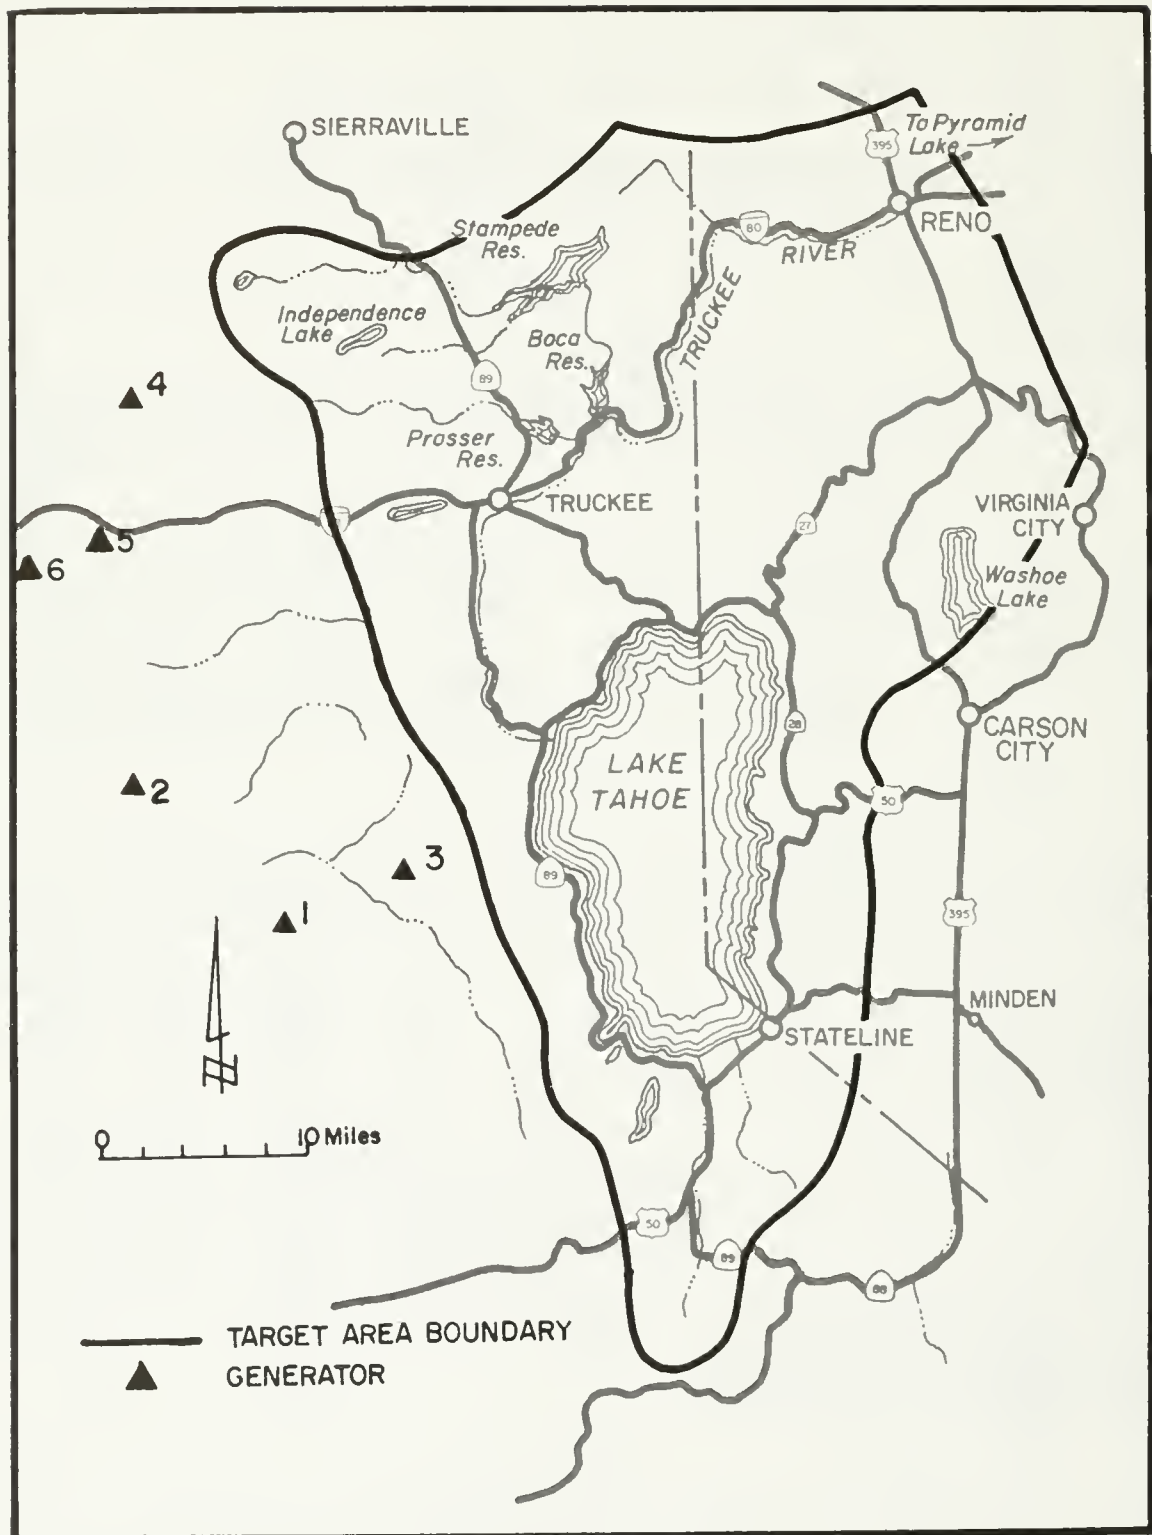 SIERRAVILLE
To Pyramid
Lake
395
RENO
Stampede
Res.
80
RIVER
TRUCKEE
Independence
Lake
Boca
Res.
89
4
Prosser
Res.
TRUCKEE
VIRGINIA
CITY
27
5
6
Washoe
Lake
28
CARSON
CITY
LAKE
TAHOE
50
2
3
89
1
395
MINDEN
STATELINE
0
10 Miles
50
89
88
TARGET AREA BOUNDARY
GENERATOR